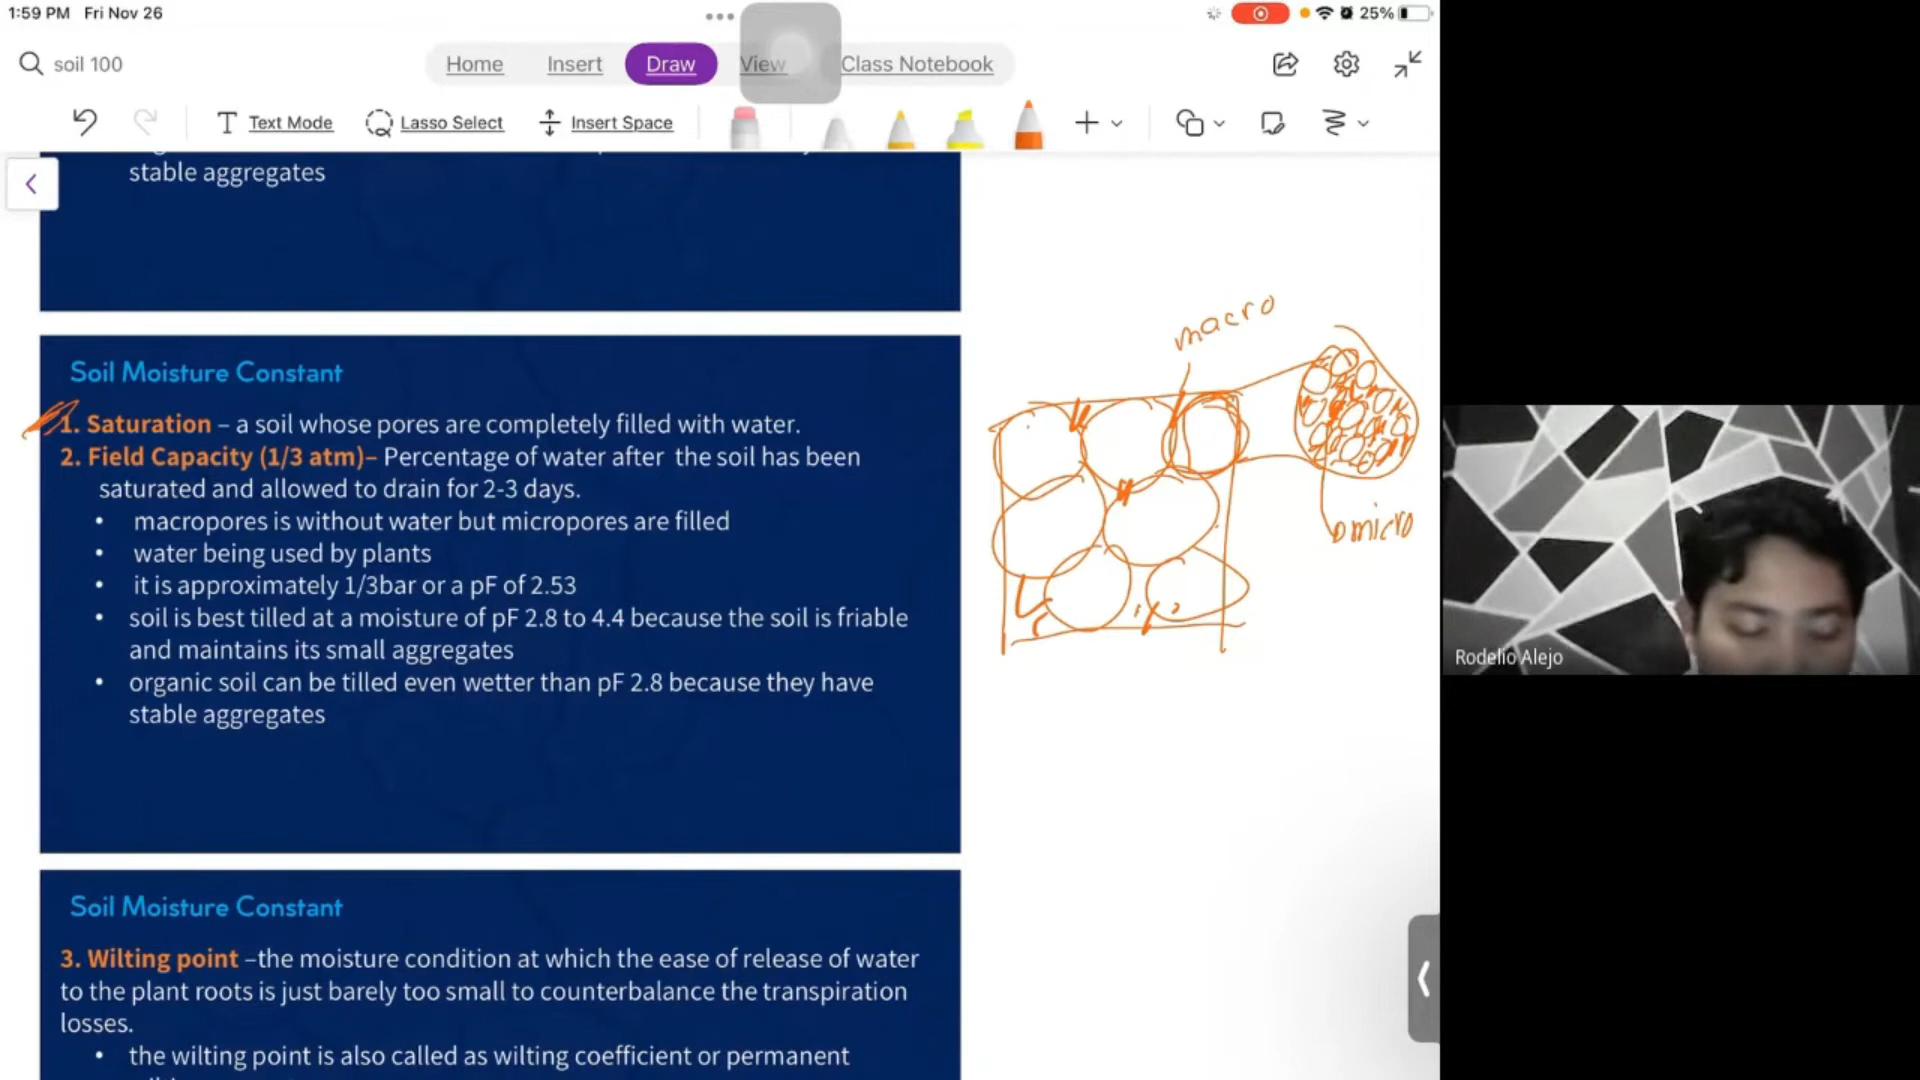 1:59 PM Fri Nov 26
25%
soil 100
Home Insert Draw View Class Notebook
Text Mode Lasso Select Insert Space
stable aggregates
Soil Moisture Constant
1. Saturation – a soil whose pores are completely filled with water.
2. Field Capacity (1/3 atm)– Percentage of water after the soil has been
saturated and allowed to drain for 2-3 days.
• macropores is without water but micropores are filled
• water being used by plants
• it is approximately 1/3bar or a pF of 2.53
• soil is best tilled at a moisture of pF 2.8 to 4.4 because the soil is friable
and maintains its small aggregates
• organic soil can be tilled even wetter than pF 2.8 because they have
stable aggregates
macro
micro
Rodelio Alejo
Soil Moisture Constant
3. Wilting point –the moisture condition at which the ease of release of water
to the plant roots is just barely too small to counterbalance the transpiration
losses.
• the wilting point is also called as wilting coefficient or permanent